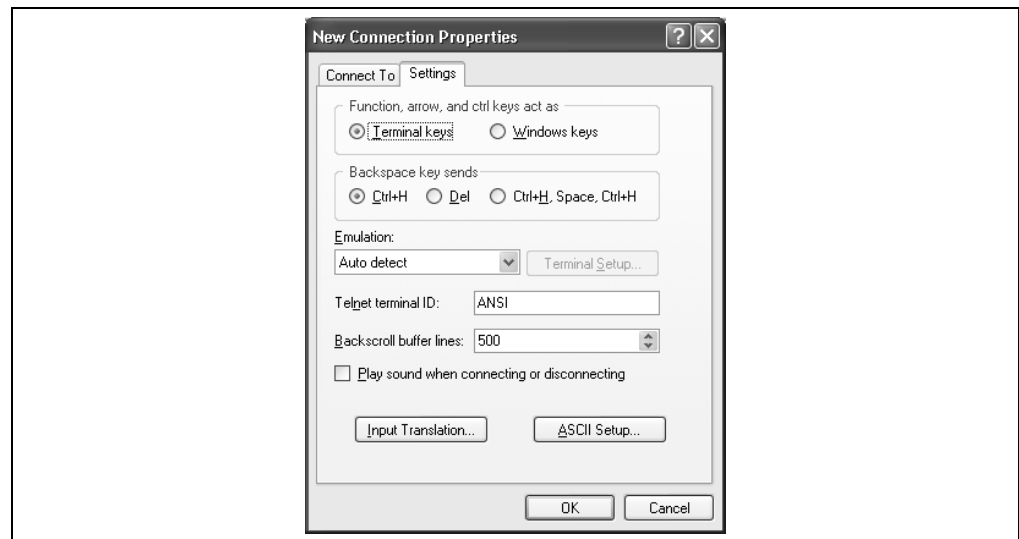 New Connection Properties
Connect To Settings
Function, arrow, and ctrl keys act as
Terminal keys Windows keys
Backspace key sends
Ctrl+H Del Ctrl+H, Space, Ctrl+H
Emulation:
Auto detect Terminal Setup...
Telnet terminal ID: ANSI
Backscroll buffer lines: 500
Play sound when connecting or disconnecting
Input Translation... ASCII Setup...
OK Cancel